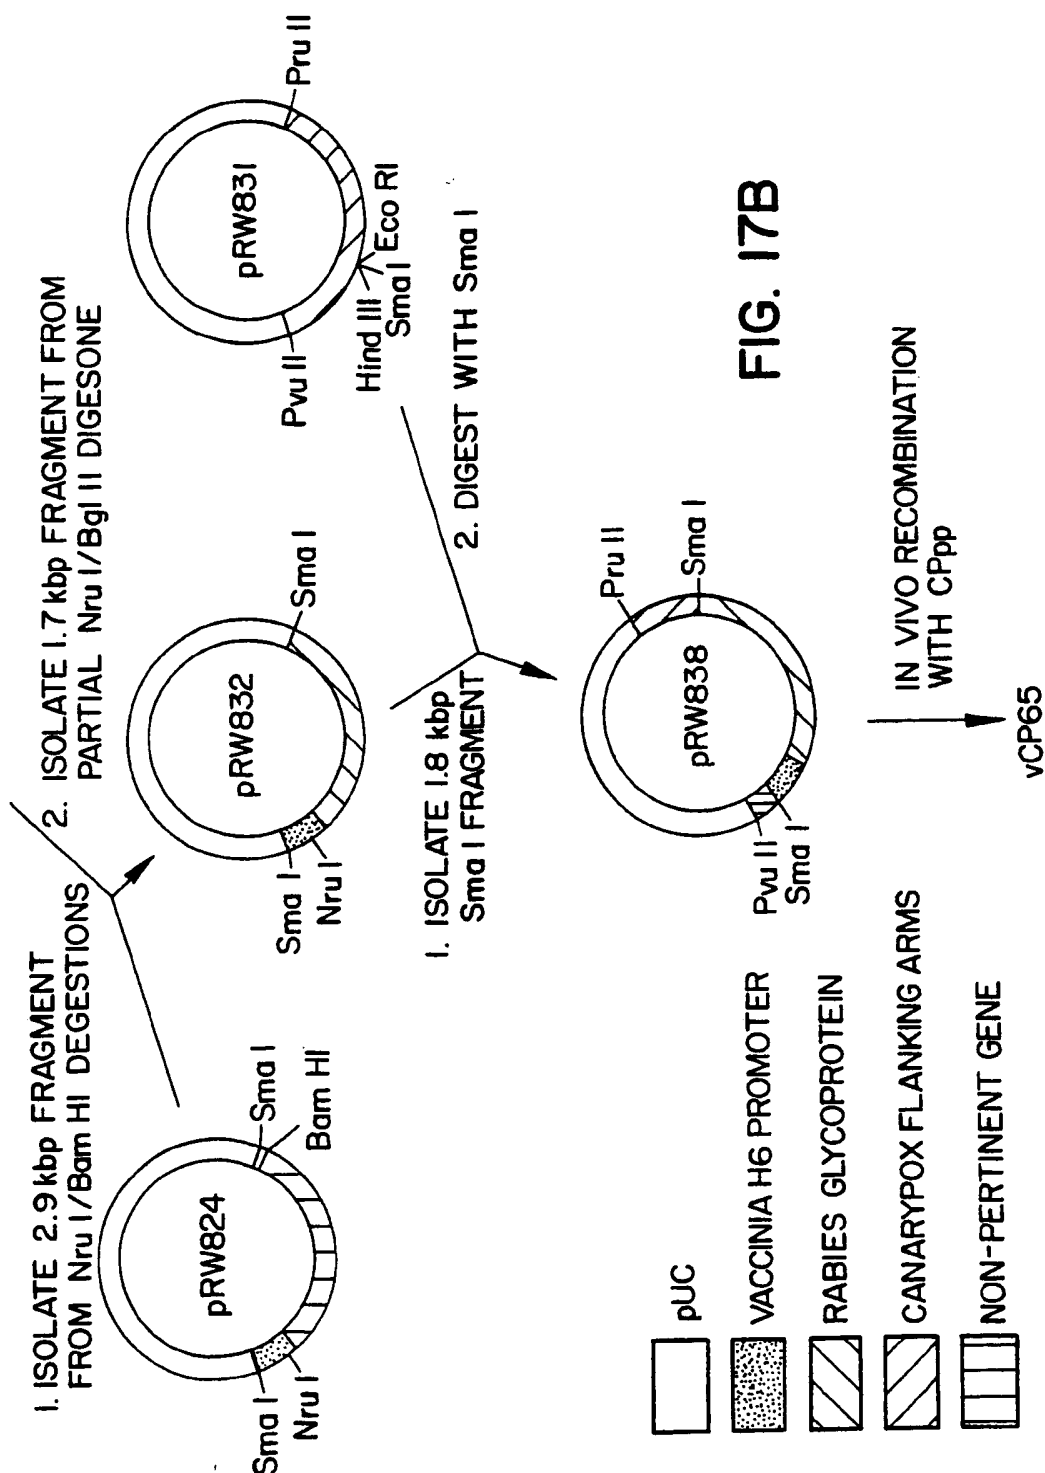 1. ISOLATE 2.9 kbp FRAGMENT
FROM Nru I/Bam HI DEGESTIONS
2. ISOLATE 1.7 kbp FRAGMENT FROM
PARTIAL Nru I/Bgl II DIGESONE
pRW824
Sma I
Nru I
Sma I
Bam HI
pRW832
Sma I
Nru I
Sma I
pRW831
Pvu II
Hind III
Sma I
Eco RI
Pru II
1. ISOLATE 1.8 kbp
Sma I FRAGMENT
2. DIGEST WITH Sma I
pRW838
Pvu II
Sma I
Pru II
Sma I
IN VIVO RECOMBINATION
WITH CPpp
vCP65
pUC
VACCINIA H6 PROMOTER
RABIES GLYCOPROTEIN
CANARYPOX FLANKING ARMS
NON-PERTINENT GENE
FIG. 17B